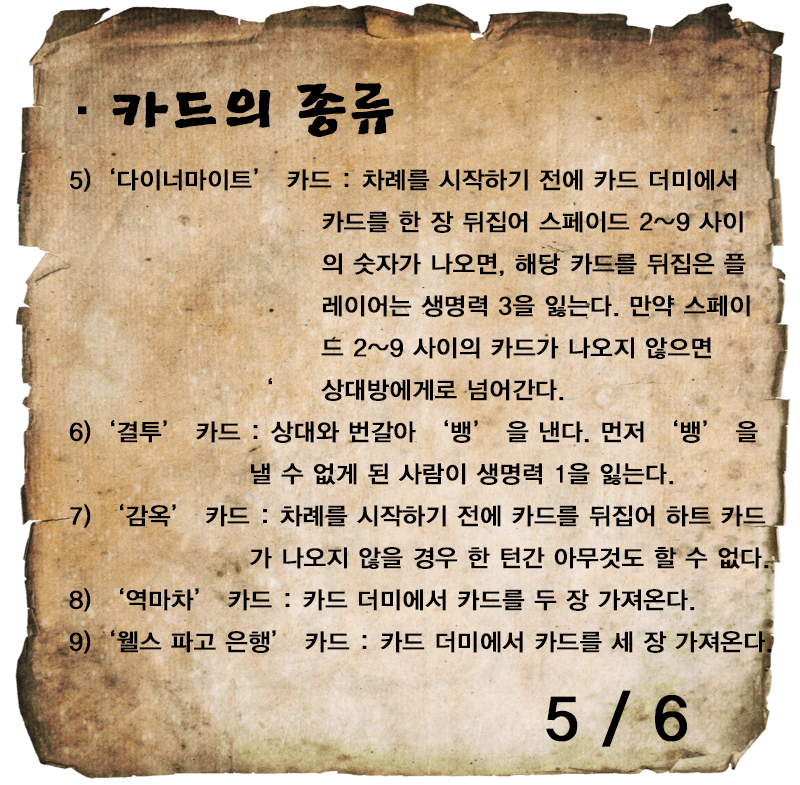 · 카드의 종류
5) ‘다이너마이트’ 카드 : 차례를 시작하기 전에 카드 더미에서
카드를 한 장 뒤집어 스페이드 2~9 사이
의 숫자가 나오면, 해당 카드를 뒤집은 플
레이어는 생명력 3을 잃는다. 만약 스페이
드 2~9 사이의 카드가 나오지 않으면
‘ 상대방에게로 넘어간다.
6) ‘결투’ 카드 : 상대와 번갈아 ‘뱅’ 을 낸다. 먼저 ‘뱅’ 을
낼 수 없게 된 사람이 생명력 1을 잃는다.
7) ‘감옥’ 카드 : 차례를 시작하기 전에 카드를 뒤집어 하트 카드
가 나오지 않을 경우 한 턴간 아무것도 할 수 없다.
8) ‘역마차’ 카드 : 카드 더미에서 카드를 두 장 가져온다.
9) ‘웰스 파고 은행’ 카드 : 카드 더미에서 카드를 세 장 가져온다.
5 / 6